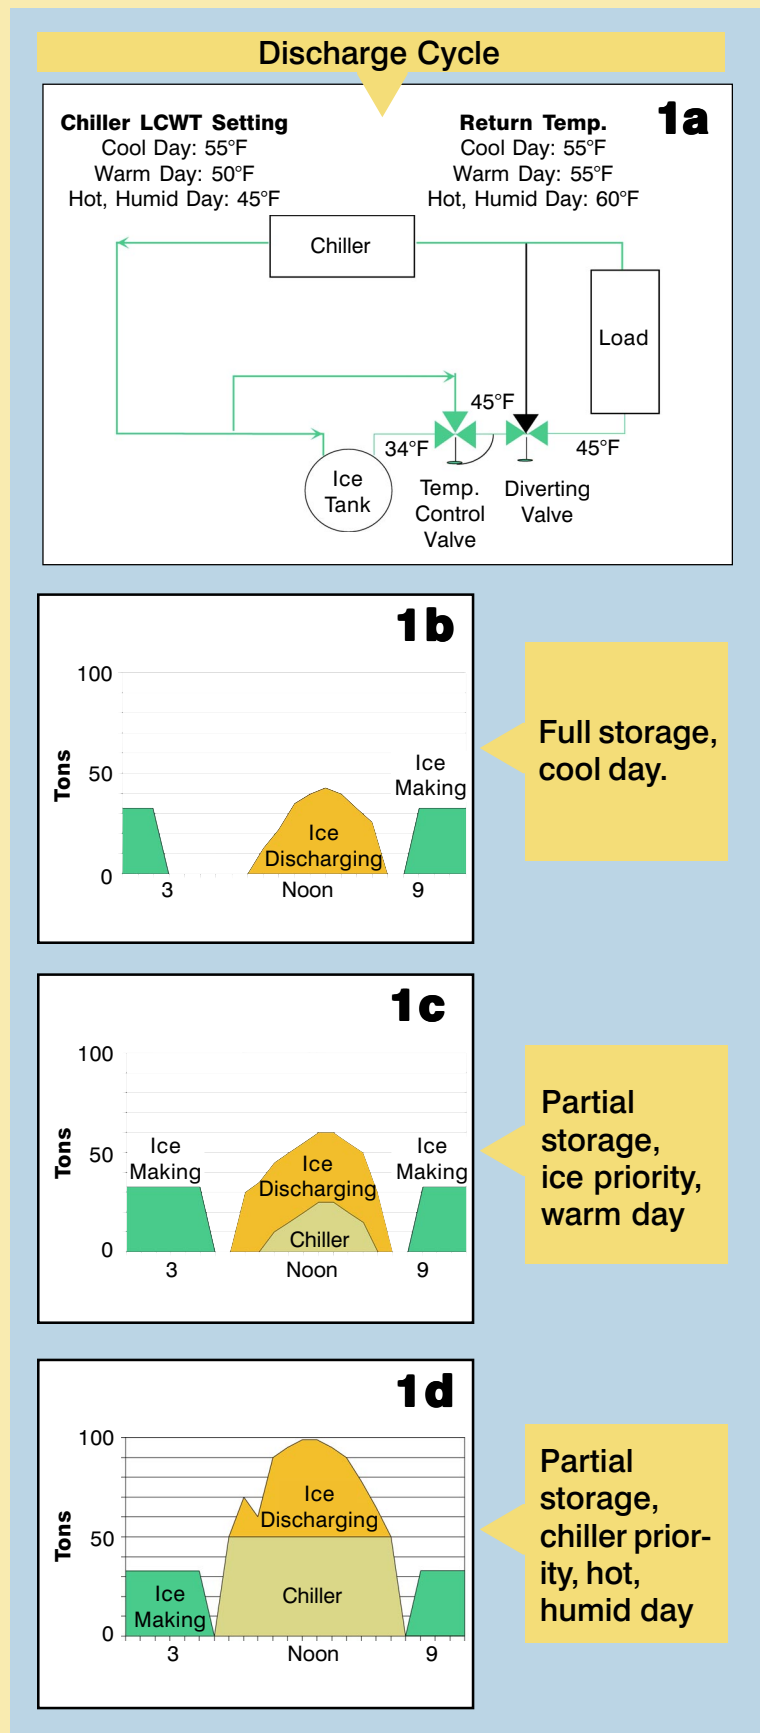 Discharge Cycle
1a
Chiller LCWT Setting
Cool Day: 55°F
Warm Day: 50°F
Hot, Humid Day: 45°F
Return Temp.
Cool Day: 55°F
Warm Day: 55°F
Hot, Humid Day: 60°F
Chiller
Load
45°F
34°F
45°F
Ice
Tank
Temp.
Control
Valve
Diverting
Valve
1b
100
50
0
Tons
Ice
Making
Ice
Discharging
3
Noon
9
Full storage,
cool day.
1c
100
50
0
Tons
Ice
Making
Ice
Discharging
Chiller
Ice
Making
3
Noon
9
Partial
storage,
ice priority,
warm day
1d
100
50
0
Tons
Ice
Discharging
Ice
Making
Chiller
3
Noon
9
Partial
storage,
chiller prior-
ity, hot,
humid day